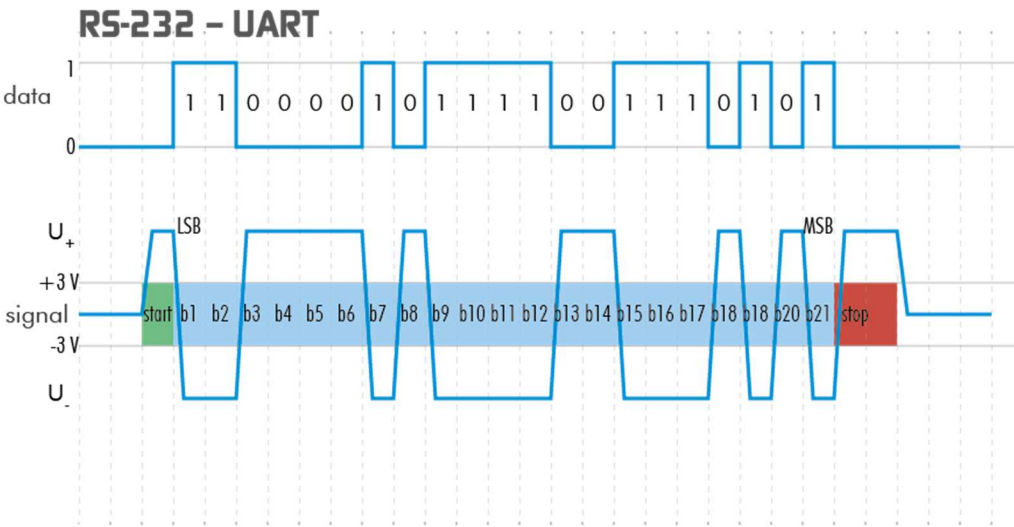 RS-232 – UART
1
data
1 1 0 0 0 0 1 0 1 1 1 1 0 0 1 1 1 0 1 0 1
0
U+
LSB
MSB
+3 V
signal
start b1 b2 b3 b4 b5 b6 b7 b8 b9 b10 b11 b12 b13 b14 b15 b16 b17 b18 b18 b20 b21 stop
-3 V
U-